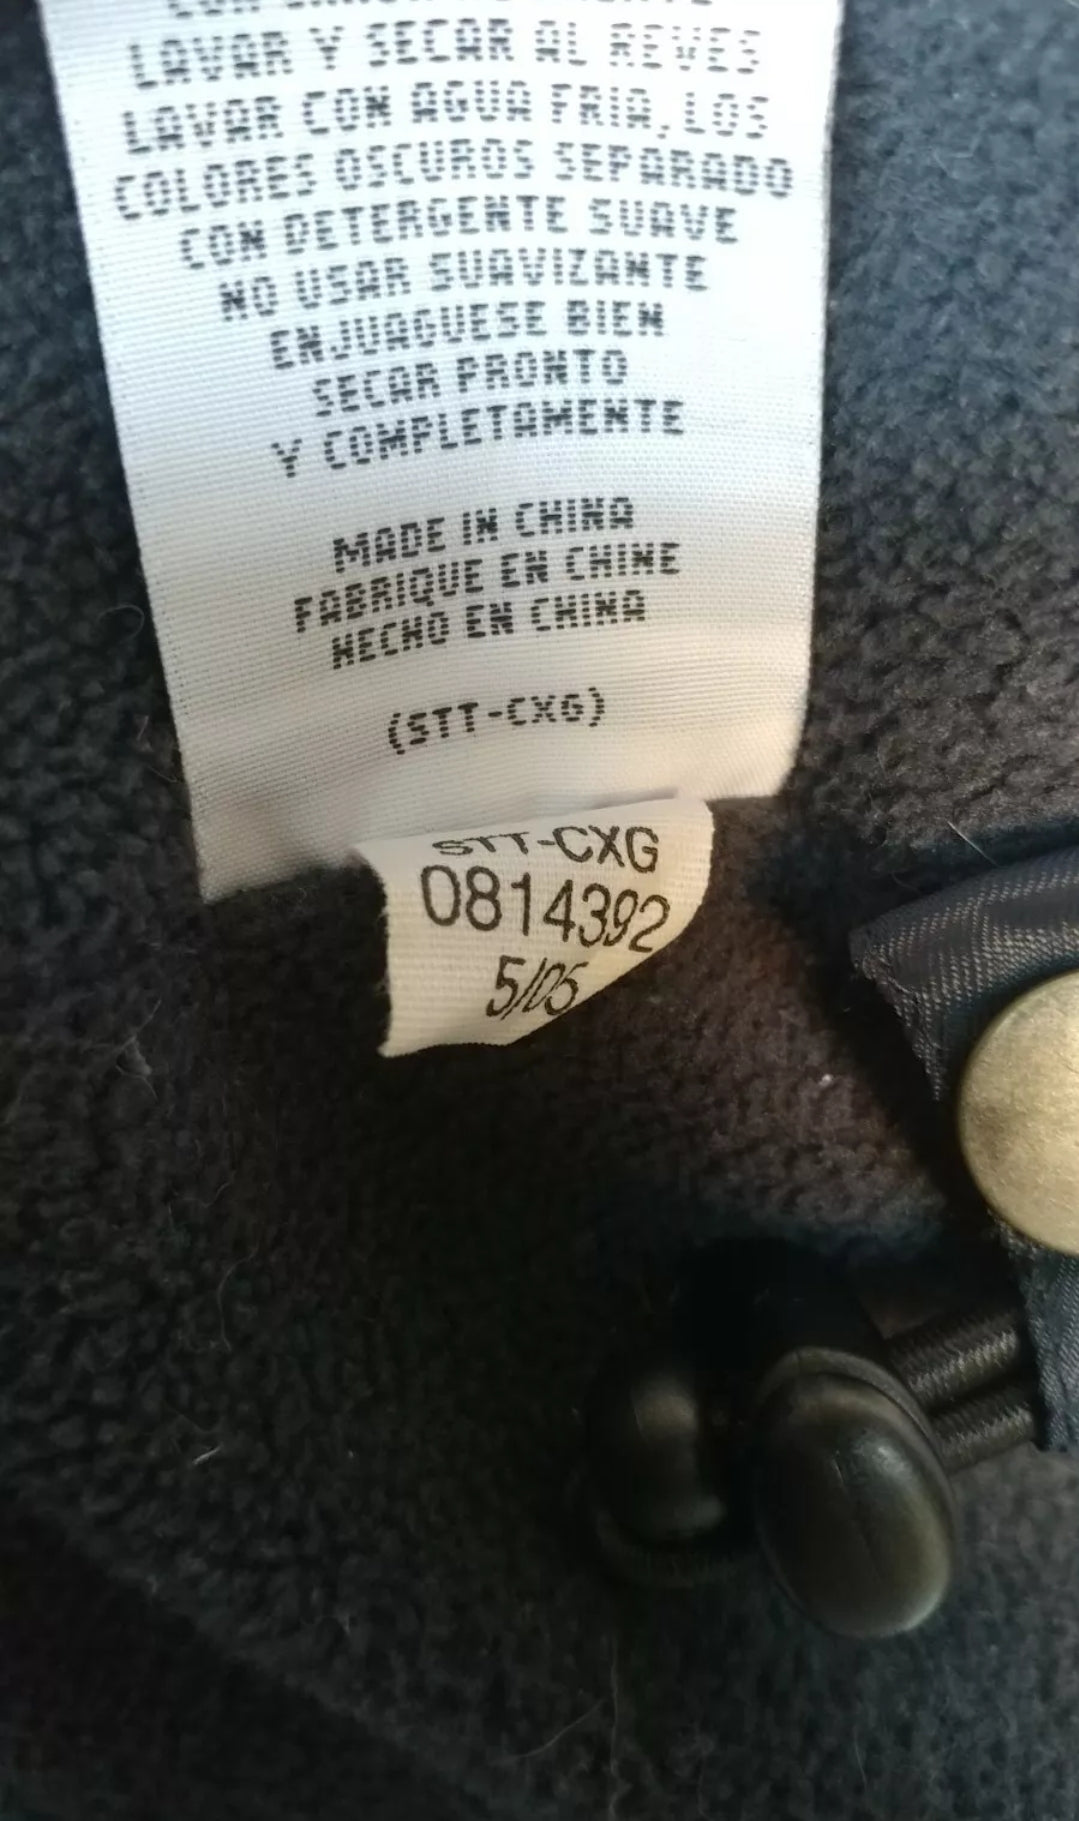 LAVAR Y SECAR AL REVES
LAVAR CON AGUA FRIA, LOS
COLORES OSCUROS SEPARADO
CON DETERGENTE SUAVE
NO USAR SUAVIZANTE
ENJUAGUESE BIEN
SECAR PRONTO
Y COMPLETAMENTE
MADE IN CHINA
FABRIQUE EN CHINE
HECHO EN CHINA
(STT-CXG)
STT-CXG
0814392
5/05